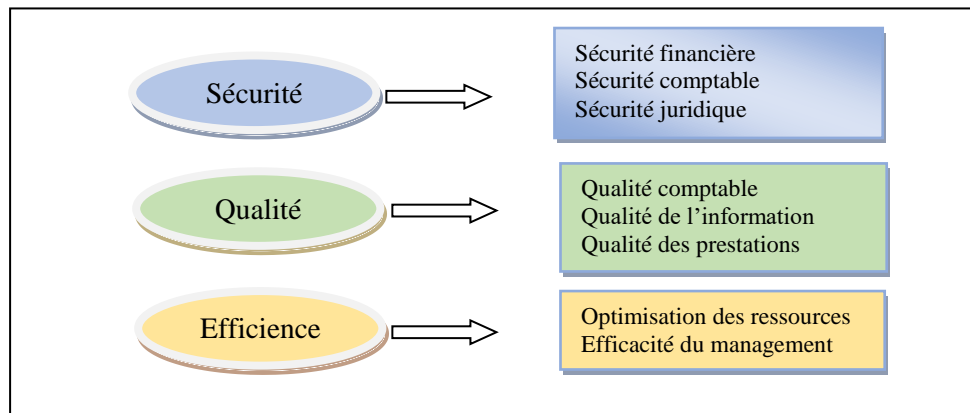 Sécurité
Sécurité financière
Sécurité comptable
Sécurité juridique
Qualité
Qualité comptable
Qualité de l’information
Qualité des prestations
Efficience
Optimisation des ressources
Efficacité du management